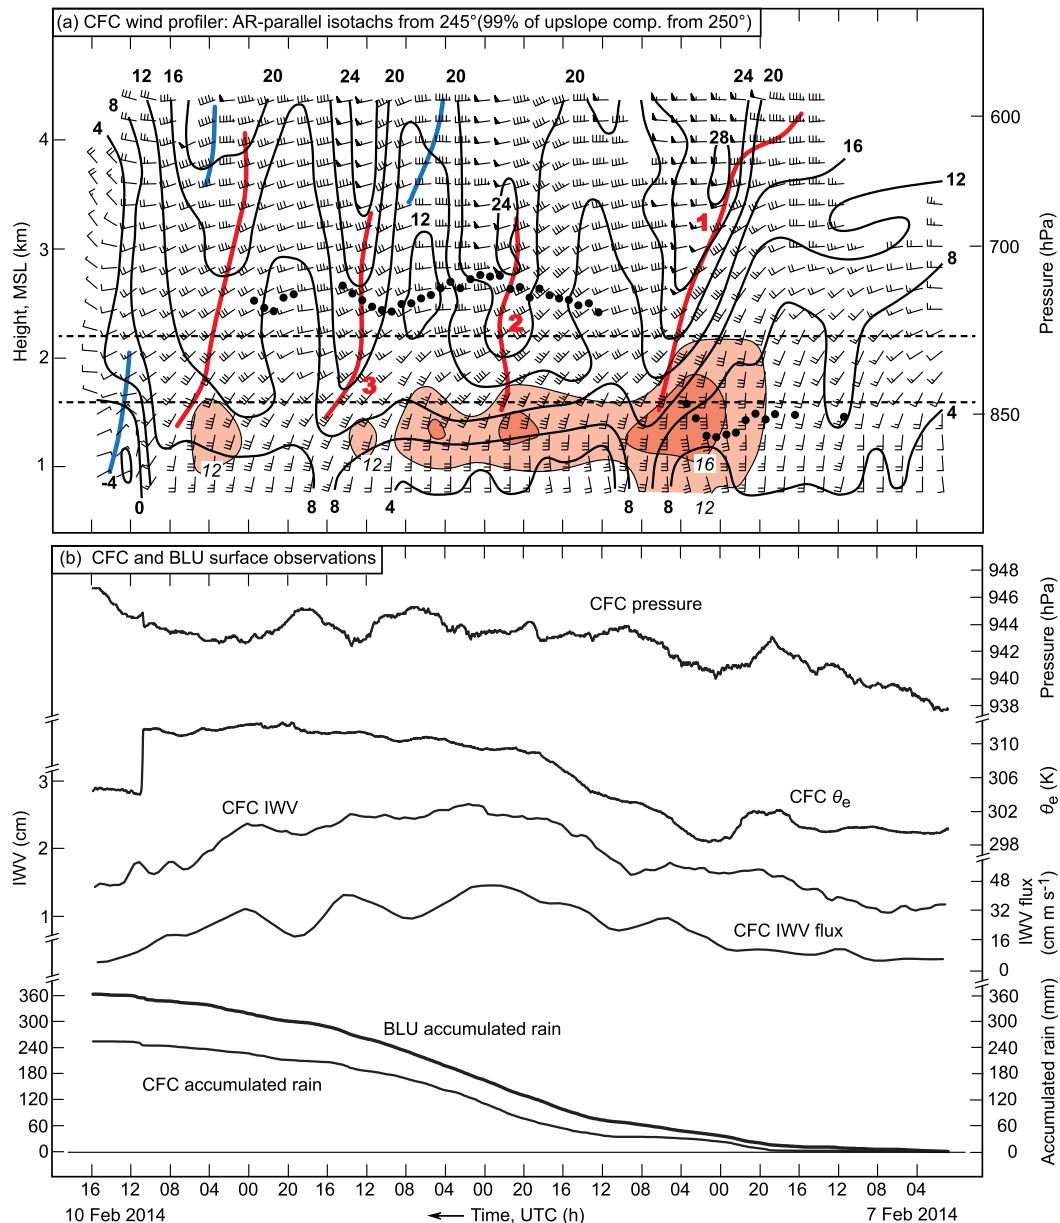 (a) CFC wind profiler: AR-parallel isotachs from 245°(99% of upslope comp. from 250°)
12 16 20 24 20 20 20 24 20
8
4
28
16
12
12
24
8
1
2
3
4
12 12 16
-4
0 8 8 4 8 8 12
4
3
2
1
Height, MSL (km)
600
700
850
Pressure (hPa)
(b) CFC and BLU surface observations
CFC pressure
948
946
944
942
940
938
Pressure (hPa)
310
306
302
298
θe (K)
CFC θe
CFC IWV
3
2
1
IWV (cm)
48
32
16
0
IWV flux
(cm m s-1)
CFC IWV flux
360
300
240
180
120
60
0
BLU accumulated rain
CFC accumulated rain
360
300
240
180
120
60
0
Accumulated rain (mm)
16 12 08 04 00 20 16 12 08 04 00 20 16 12 08 04 00 20 16 12 08 04
10 Feb 2014 Time, UTC (h) 7 Feb 2014